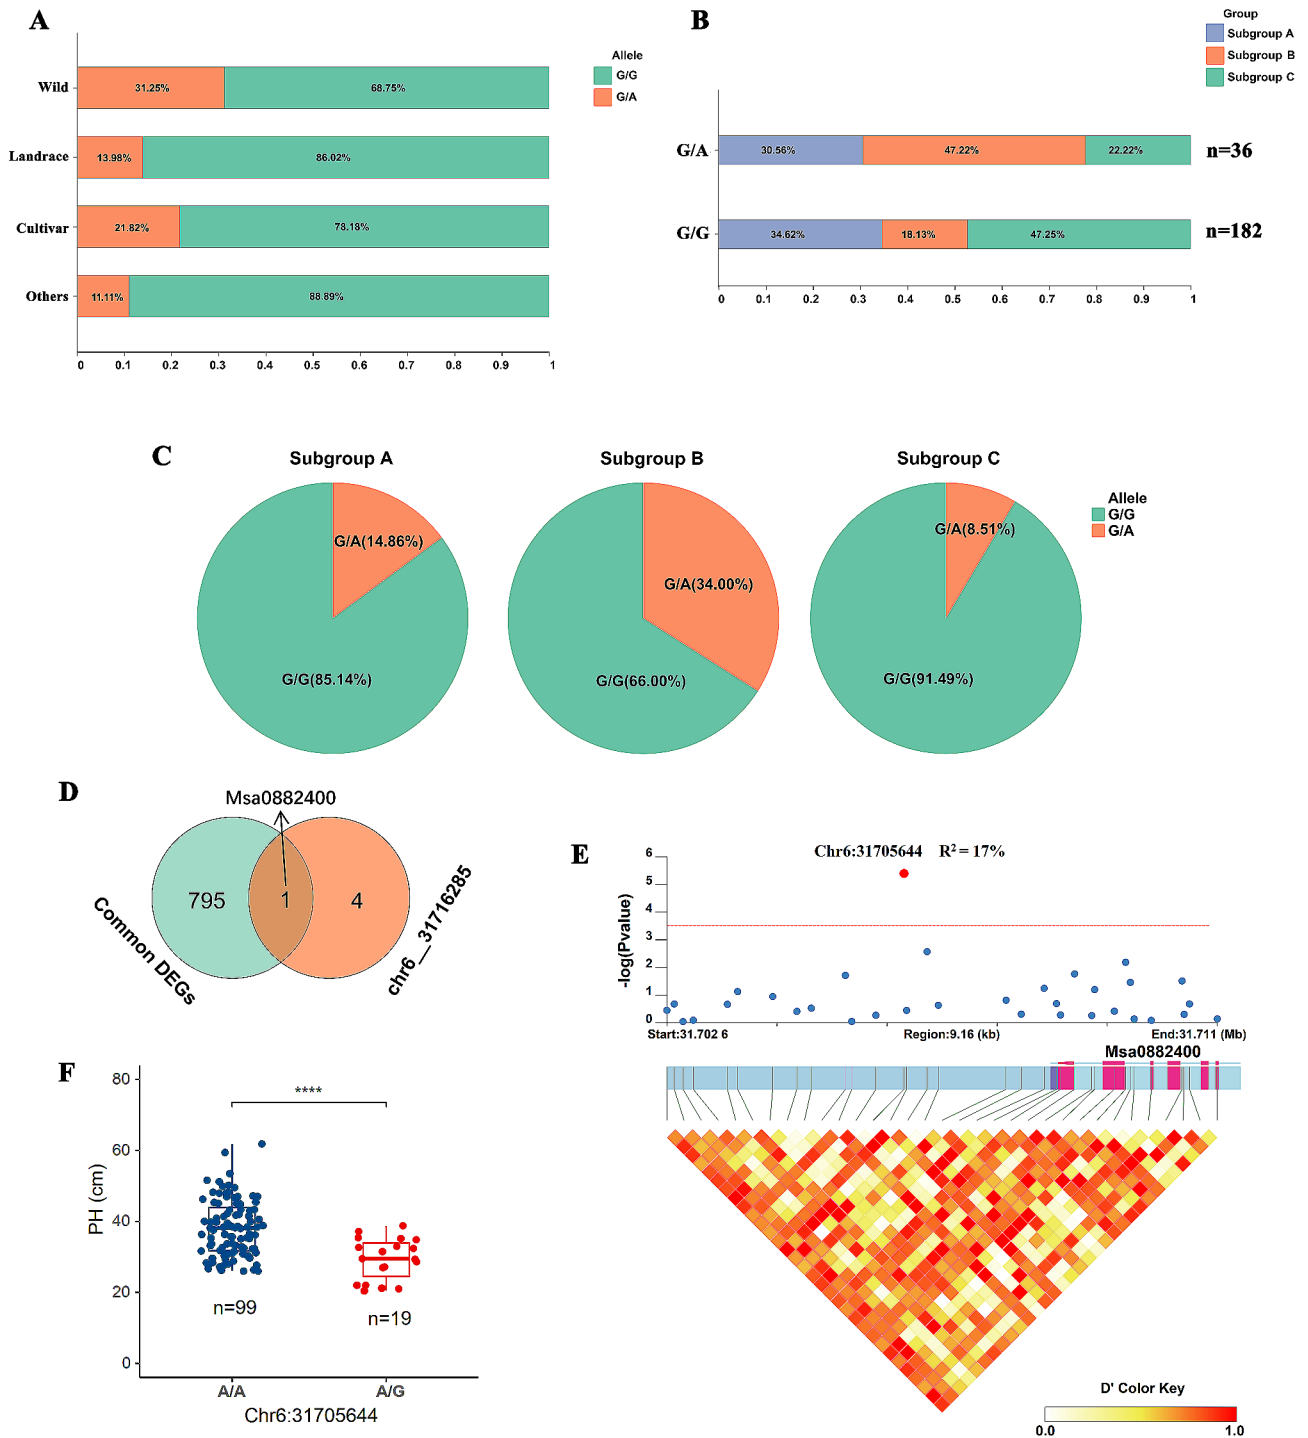 A
Allele
G/G
G/A
Wild
31.25%
68.75%
Landrace
13.98%
86.02%
Cultivar
21.82%
78.18%
Others
11.11%
88.89%
0 0.1 0.2 0.3 0.4 0.5 0.6 0.7 0.8 0.9 1
B
Group
Subgroup A
Subgroup B
Subgroup C
G/A
30.56%
47.22%
22.22%
n=36
G/G
34.62%
18.13%
47.25%
n=182
0 0.1 0.2 0.3 0.4 0.5 0.6 0.7 0.8 0.9 1
C
Subgroup A
G/A(14.86%)
G/G(85.14%)
Subgroup B
G/A(34.00%)
G/G(66.00%)
Subgroup C
G/A(8.51%)
G/G(91.49%)
Allele
G/G
G/A
D
Msa0882400
795
1
4
Common DEGs
chr6__31716285
E
Chr6:31705644 R² = 17%
-log(Pvalue)
6
5
4
3
2
1
0
Start:31.702 6
Region:9.16 (kb)
End:31.711 (Mb)
Msa0882400
D' Color Key
0.0
1.0
F
PH (cm)
80
60
40
20
0
****
n=99
n=19
A/A
A/G
Chr6:31705644